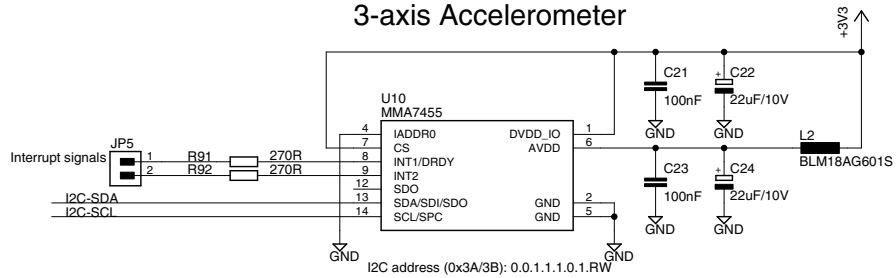 3-axis Accelerometer
+3V3
C21
100nF
GND
C22
+
22uF/10V
GND
U10
MMA7455
JP5
Interrupt signals
1
2
R91
270R
R92
270R
4
7
8
9
12
13
14
IADDR0
CS
INT1/DRDY
INT2
SDO
SDA/SDI/SDO
SCL/SPC
DVDD_IO
AVDD
GND
GND
1
6
2
5
L2
BLM18AG601S
C23
100nF
GND
C24
+
22uF/10V
GND
I2C-SDA
I2C-SCL
GND
GND
I2C address (0x3A/3B): 0.0.1.1.1.0.1.RW